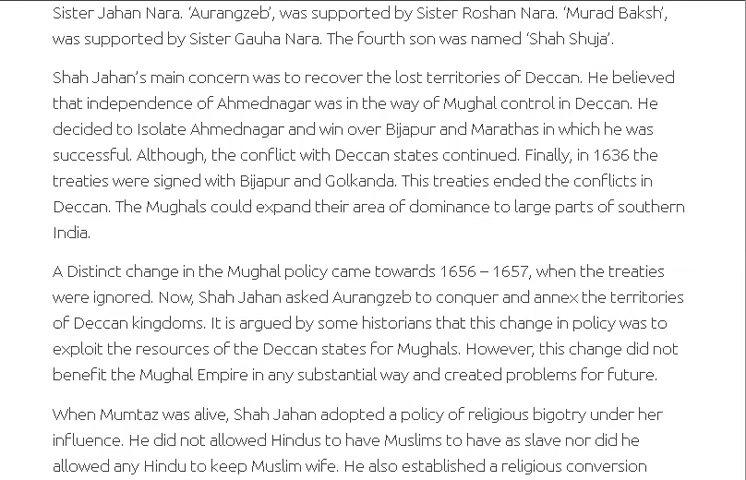 Sister Jahan Nara. ‘Aurangzeb’, was supported by Sister Roshan Nara. ‘Murad Baksh’,
was supported by Sister Gauha Nara. The fourth son was named ‘Shah Shuja’.
Shah Jahan’s main concern was to recover the lost territories of Deccan. He believed
that independence of Ahmednagar was in the way of Mughal control in Deccan. He
decided to Isolate Ahmednagar and win over Bijapur and Marathas in which he was
successful. Although, the conflict with Deccan states continued. Finally, in 1636 the
treaties were signed with Bijapur and Golkanda. This treaties ended the conflicts in
Deccan. The Mughals could expand their area of dominance to large parts of southern
India.
A Distinct change in the Mughal policy came towards 1656 – 1657, when the treaties
were ignored. Now, Shah Jahan asked Aurangzeb to conquer and annex the territories
of Deccan kingdoms. It is argued by some historians that this change in policy was to
exploit the resources of the Deccan states for Mughals. However, this change did not
benefit the Mughal Empire in any substantial way and created problems for future.
When Mumtaz was alive, Shah Jahan adopted a policy of religious bigotry under her
influence. He did not allowed Hindus to have Muslims to have as slave nor did he
allowed any Hindu to keep Muslim wife. He also established a religious conversion